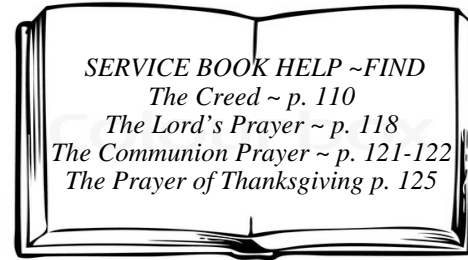 SERVICE BOOK HELP ~FIND
The Creed ~ p. 110
The Lord's Prayer ~ p. 118
The Communion Prayer ~ p. 121-122
The Prayer of Thanksgiving p. 125